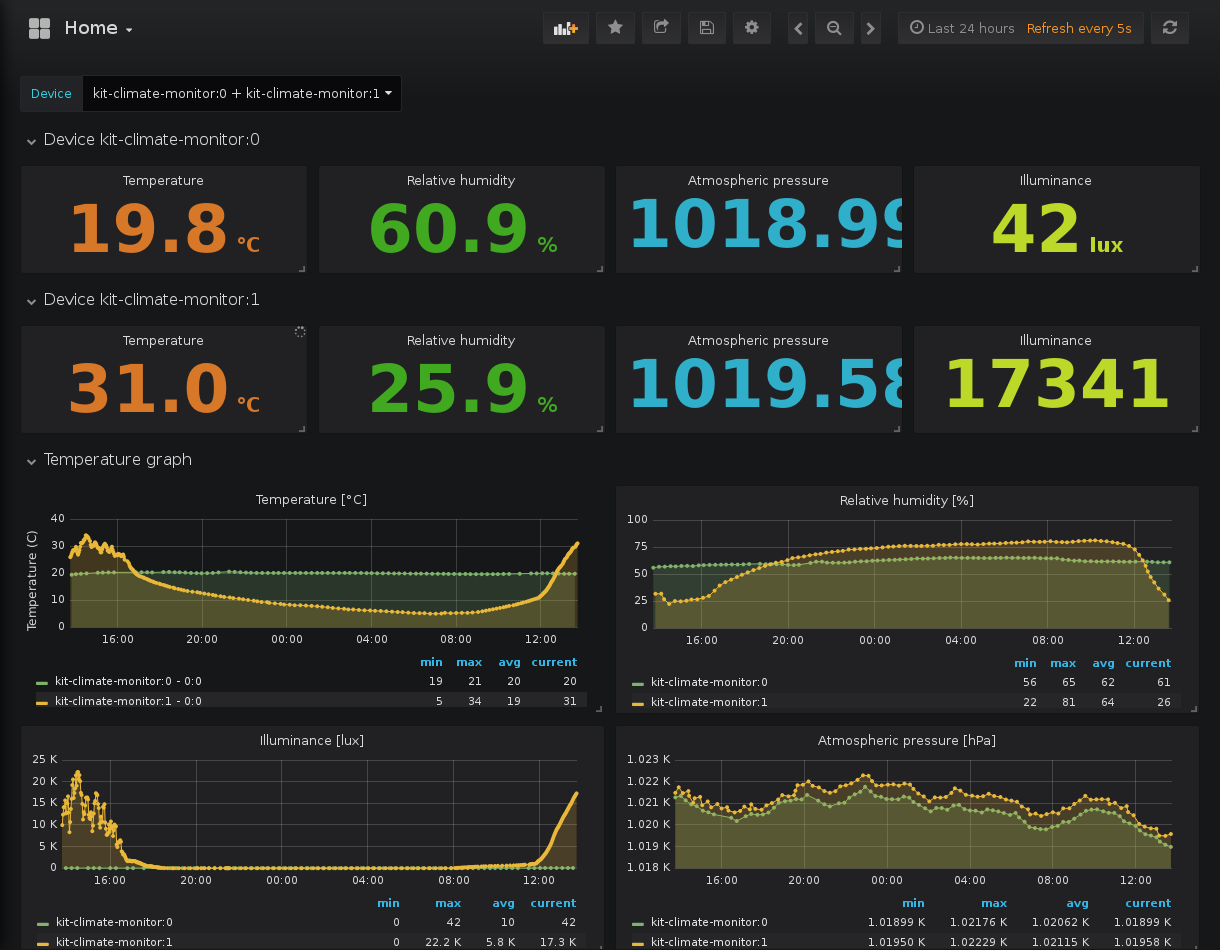 Home
Last 24 hours Refresh every 5s
Device kit-climate-monitor:0 + kit-climate-monitor:1
Device kit-climate-monitor:0
Temperature Relative humidity Atmospheric pressure Illuminance
19.8 °C 60.9 % 1018.99 42 lux
Device kit-climate-monitor:1
Temperature Relative humidity Atmospheric pressure Illuminance
31.0 °C 25.9 % 1019.58 17341
Temperature graph
Temperature [°C]
Temperature (C)
40
30
20
10
0
16:00 20:00 00:00 04:00 08:00 12:00
min max avg current
kit-climate-monitor:0 - 0:0 19 21 20 20
kit-climate-monitor:1 - 0:0 5 34 19 31
Relative humidity [%]
100
75
50
25
0
16:00 20:00 00:00 04:00 08:00 12:00
min max avg current
kit-climate-monitor:0 56 65 62 61
kit-climate-monitor:1 22 81 64 26
Illuminance [lux]
25 K
20 K
15 K
10 K
5 K
0
16:00 20:00 00:00 04:00 08:00 12:00
min max avg current
kit-climate-monitor:0 0 42 10 42
kit-climate-monitor:1 0 22.2 K 5.8 K 17.3 K
Atmospheric pressure [hPa]
1.023 K
1.022 K
1.021 K
1.020 K
1.019 K
1.018 K
16:00 20:00 00:00 04:00 08:00 12:00
min max avg current
kit-climate-monitor:0 1.01899 K 1.02176 K 1.02062 K 1.01899 K
kit-climate-monitor:1 1.01950 K 1.02229 K 1.02115 K 1.01958 K